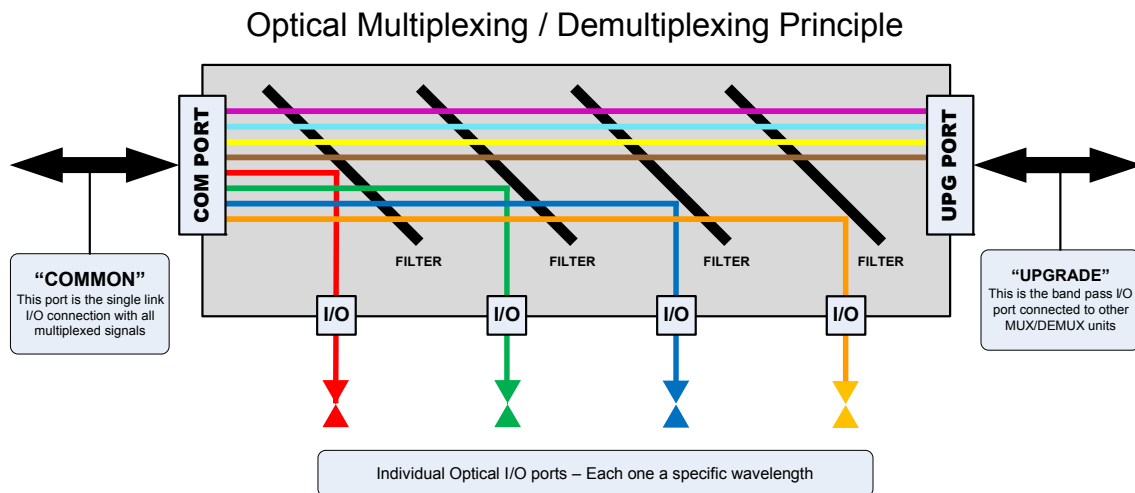 Optical Multiplexing / Demultiplexing Principle
COM PORT
UPG PORT
FILTER
FILTER
FILTER
FILTER
“COMMON”
This port is the single link
I/O connection with all
multiplexed signals
“UPGRADE”
This is the band pass I/O
port connected to other
MUX/DEMUX units
I/O
I/O
I/O
I/O
Individual Optical I/O ports – Each one a specific wavelength